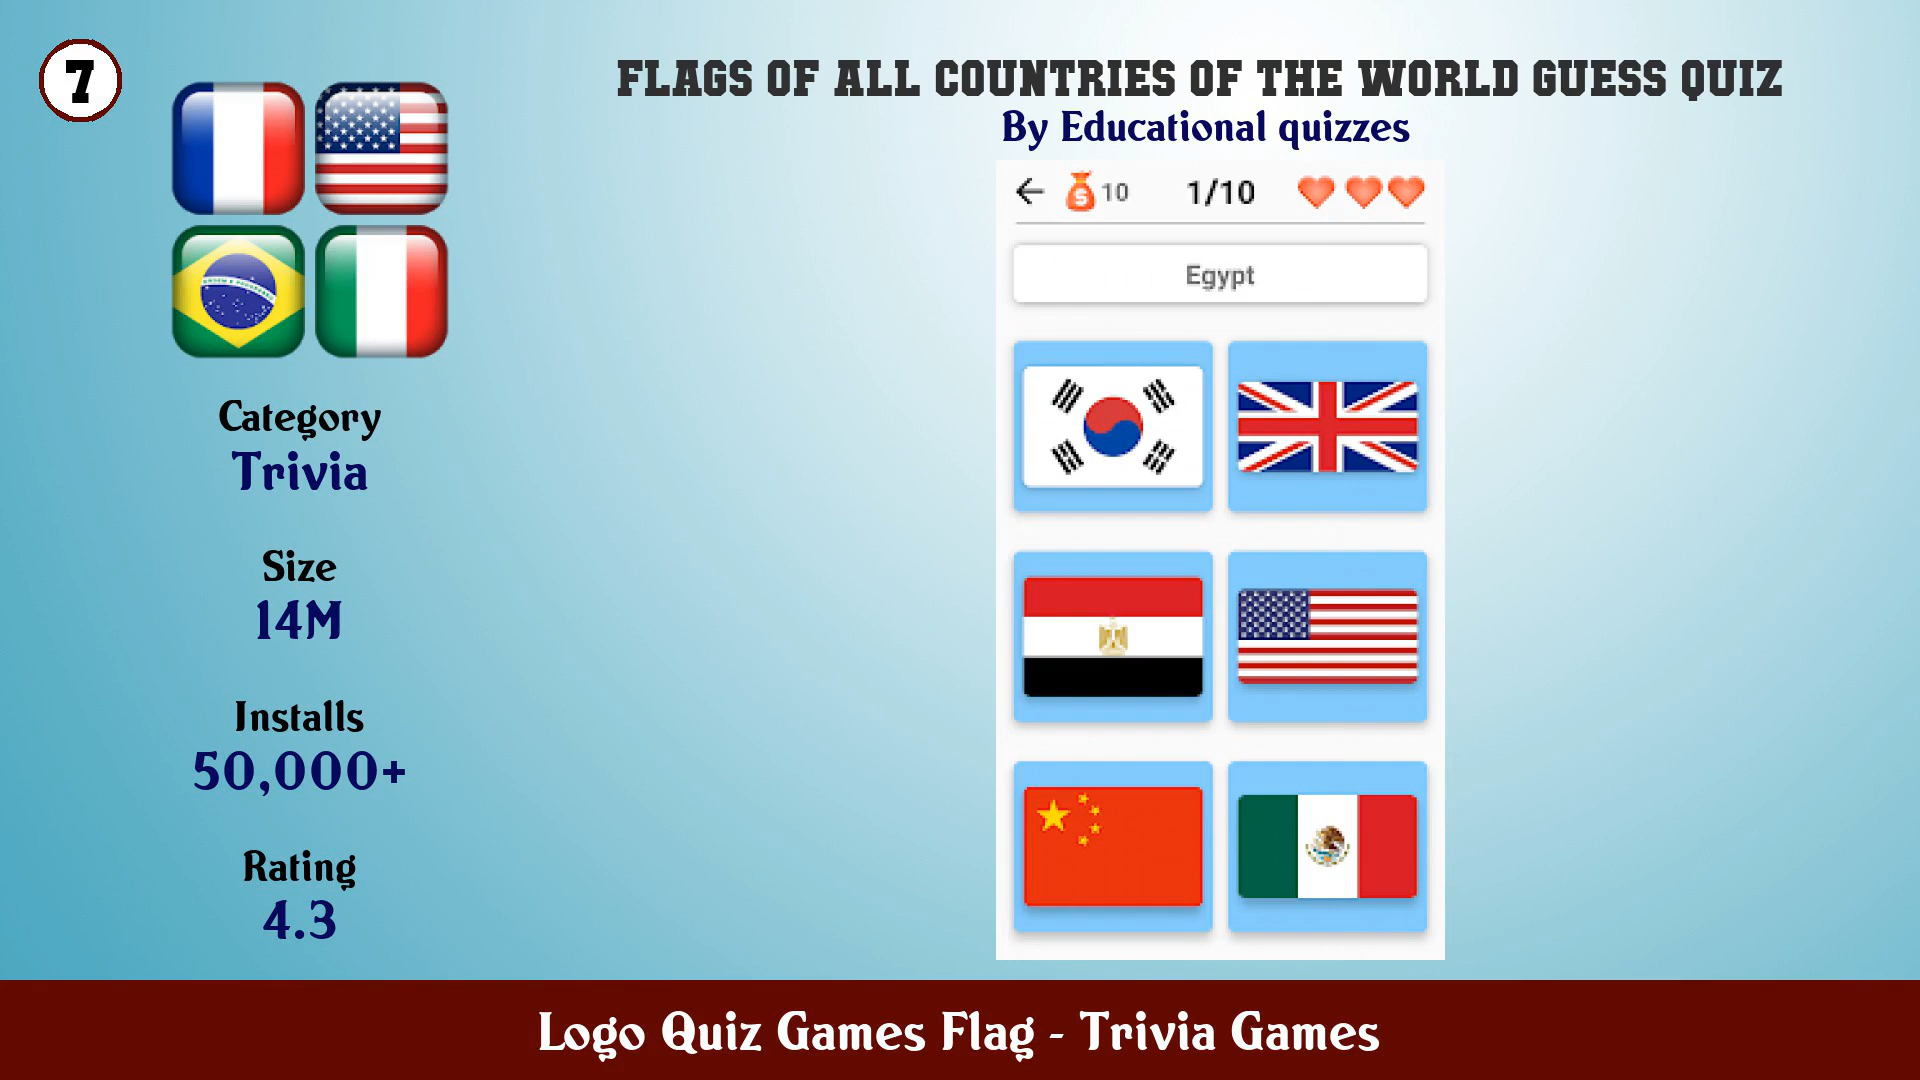 7
FLAGS OF ALL COUNTRIES OF THE WORLD GUESS QUIZ
By Educational quizzes
10 1/10
Egypt
Category
Trivia
Size
14M
Installs
50,000+
Rating
4.3
Logo Quiz Games Flag - Trivia Games